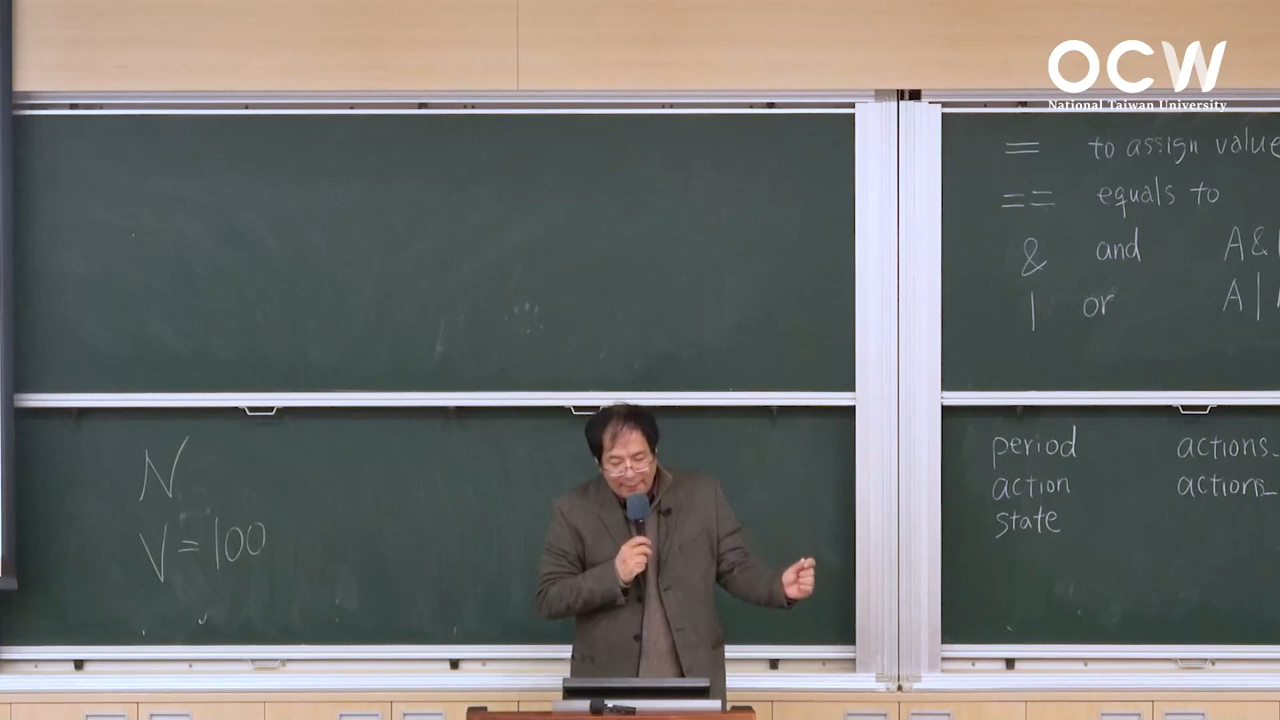 OCW
National Taiwan University
= to assign value
== equals to
& and A &
| or A |
N
V = 100
period actions_
action actions_
state